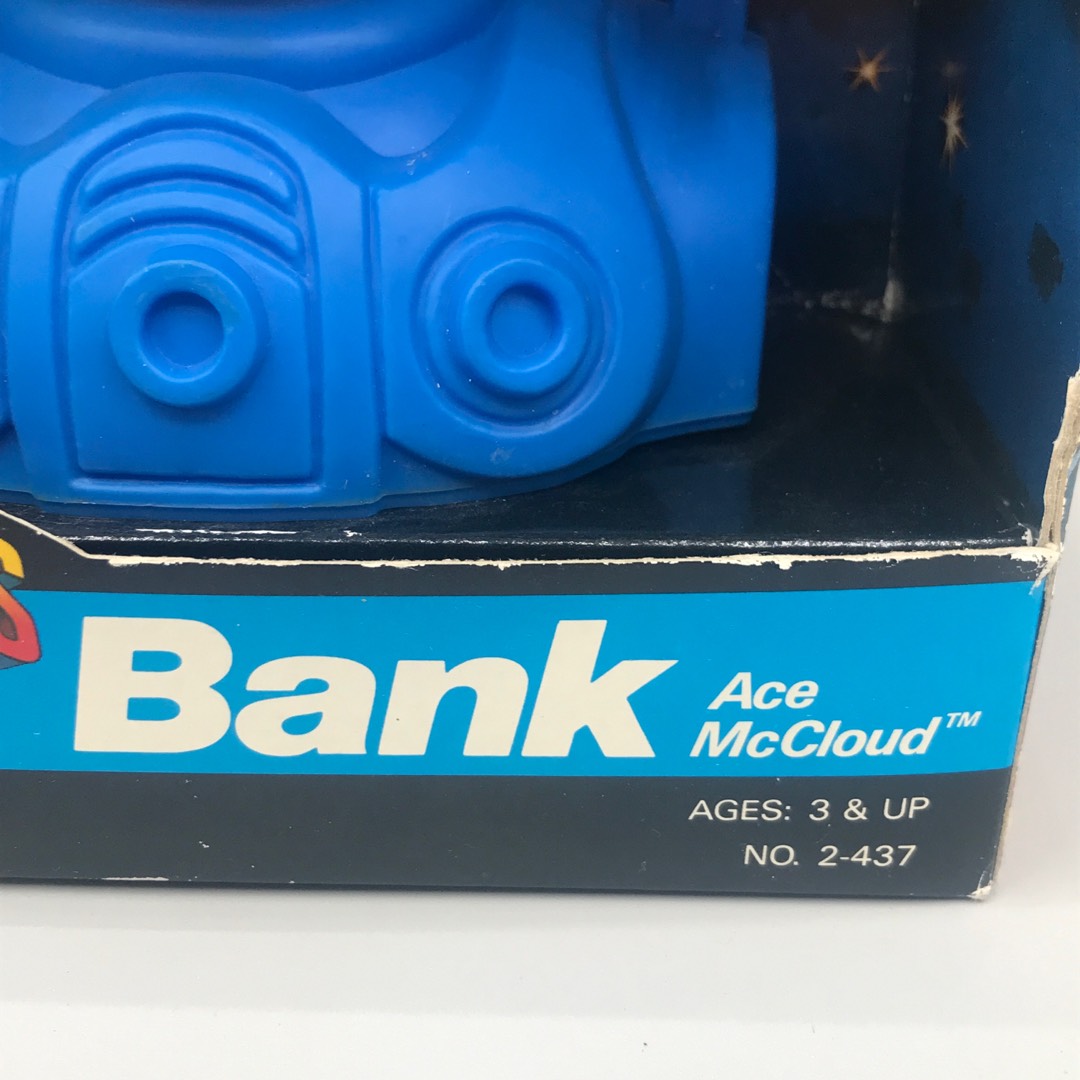 Bank
Ace
McCloud™
AGES: 3 & UP
NO. 2-437